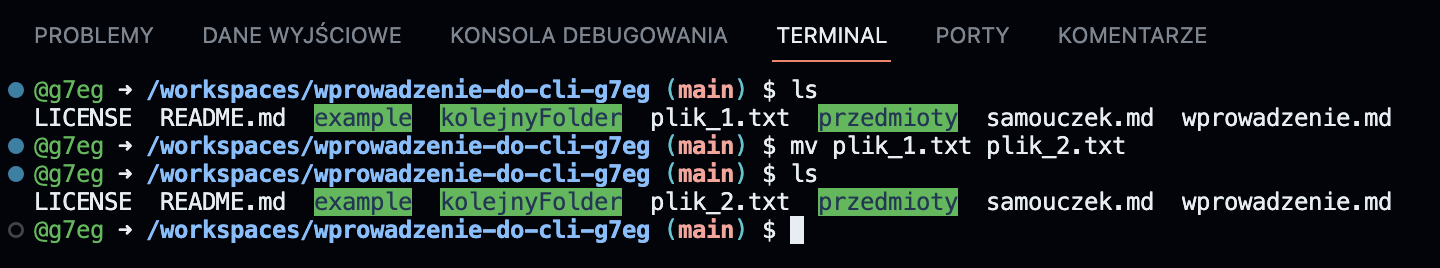 PROBLEMY DANE WYJŚCIOWE KONSOLA DEBUGOWANIA TERMINAL PORTY KOMENTARZE
@g7eg ➜ /workspaces/wprowadzenie-do-cli-g7eg (main) $ ls
LICENSE README.md example kolejnyFolder plik_1.txt przedmioty samouczek.md wprowadzenie.md
@g7eg ➜ /workspaces/wprowadzenie-do-cli-g7eg (main) $ mv plik_1.txt plik_2.txt
@g7eg ➜ /workspaces/wprowadzenie-do-cli-g7eg (main) $ ls
LICENSE README.md example kolejnyFolder plik_2.txt przedmioty samouczek.md wprowadzenie.md
@g7eg ➜ /workspaces/wprowadzenie-do-cli-g7eg (main) $